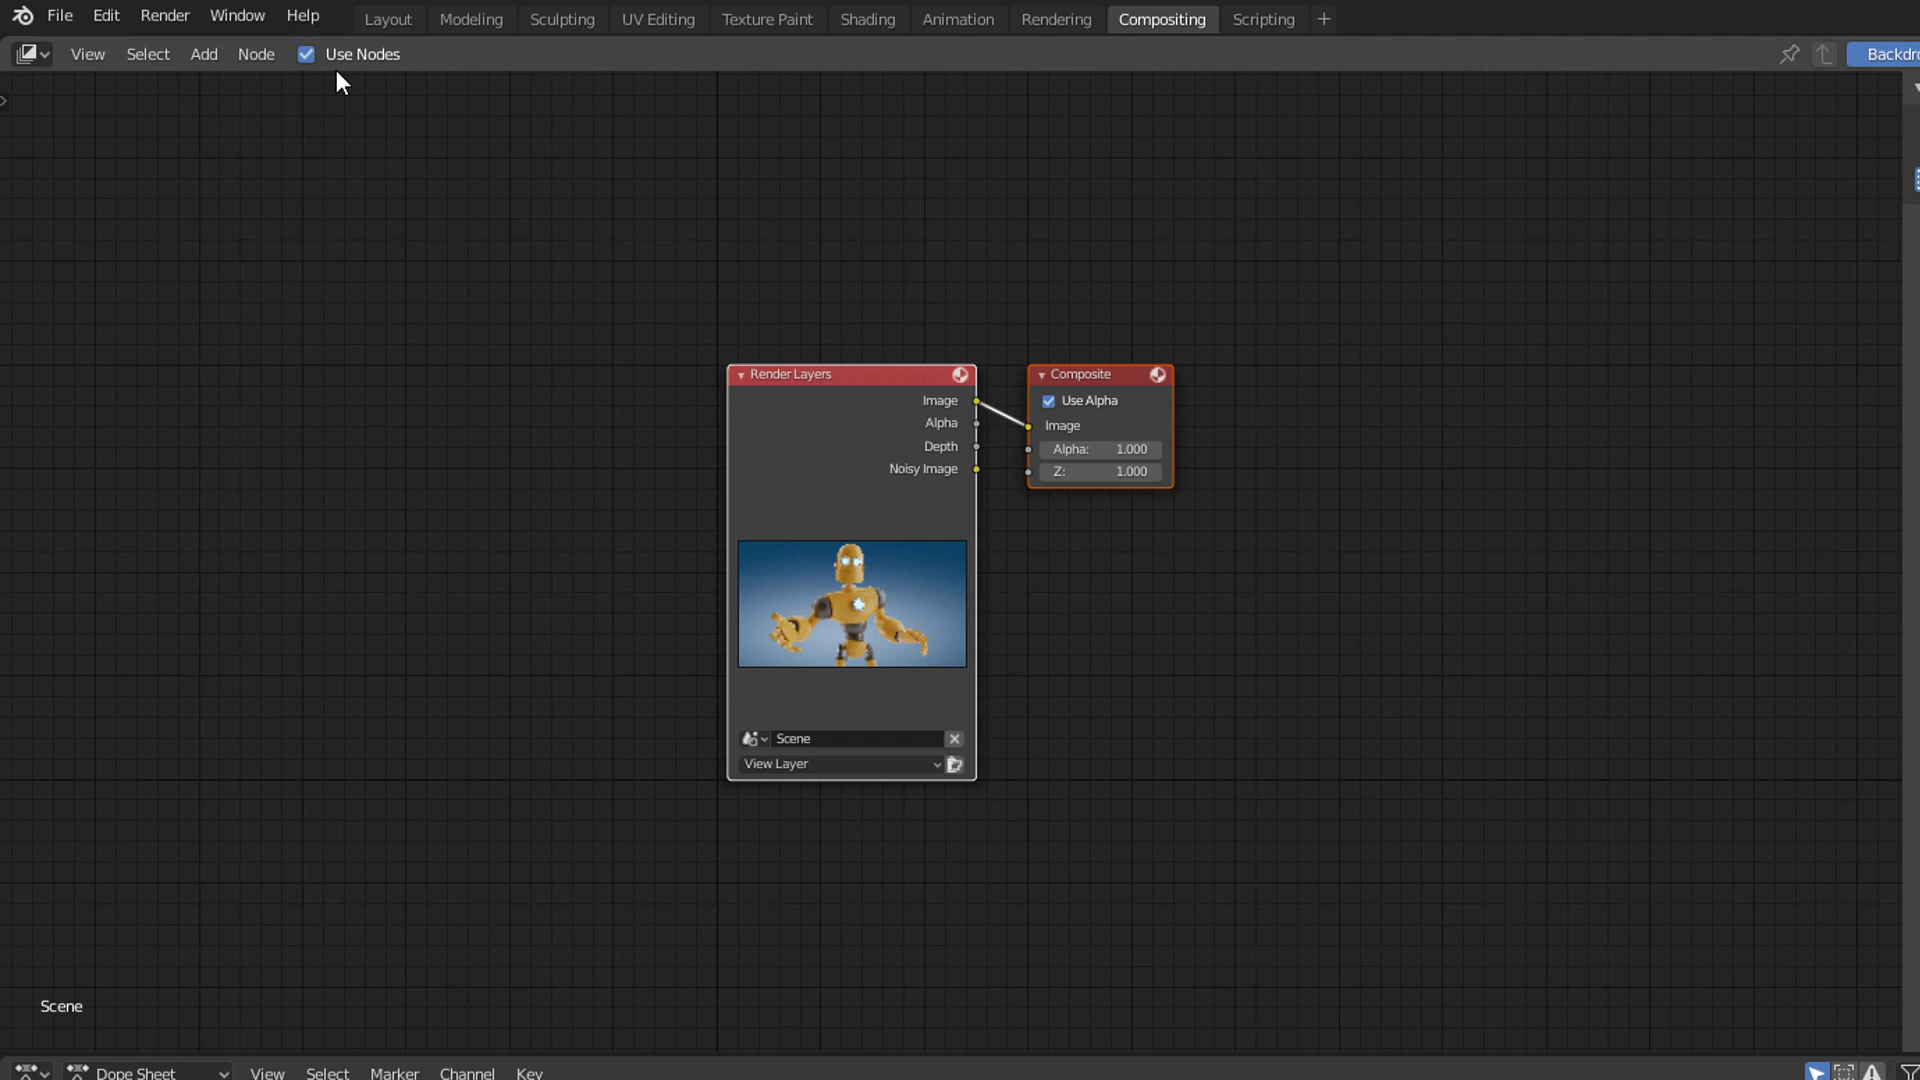 File Edit Render Window Help Layout Modeling Sculpting UV Editing Texture Paint Shading Animation Rendering Compositing Scripting +
View Select Add Node Use Nodes Backdro
Render Layers
Image
Alpha
Depth
Noisy Image
Scene
View Layer
Composite
Use Alpha
Image
Alpha: 1.000
Z: 1.000
Scene
Dope Sheet View Select Marker Channel Key